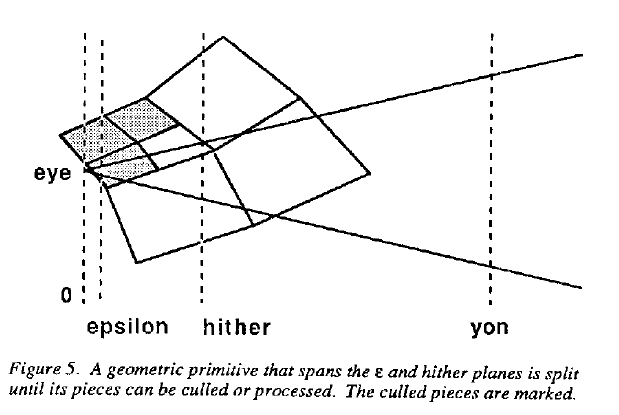 eye
0
epsilon hither yon
Figure 5. A geometric primitive that spans the ε and hither planes is split
until its pieces can be culled or processed. The culled pieces are marked.